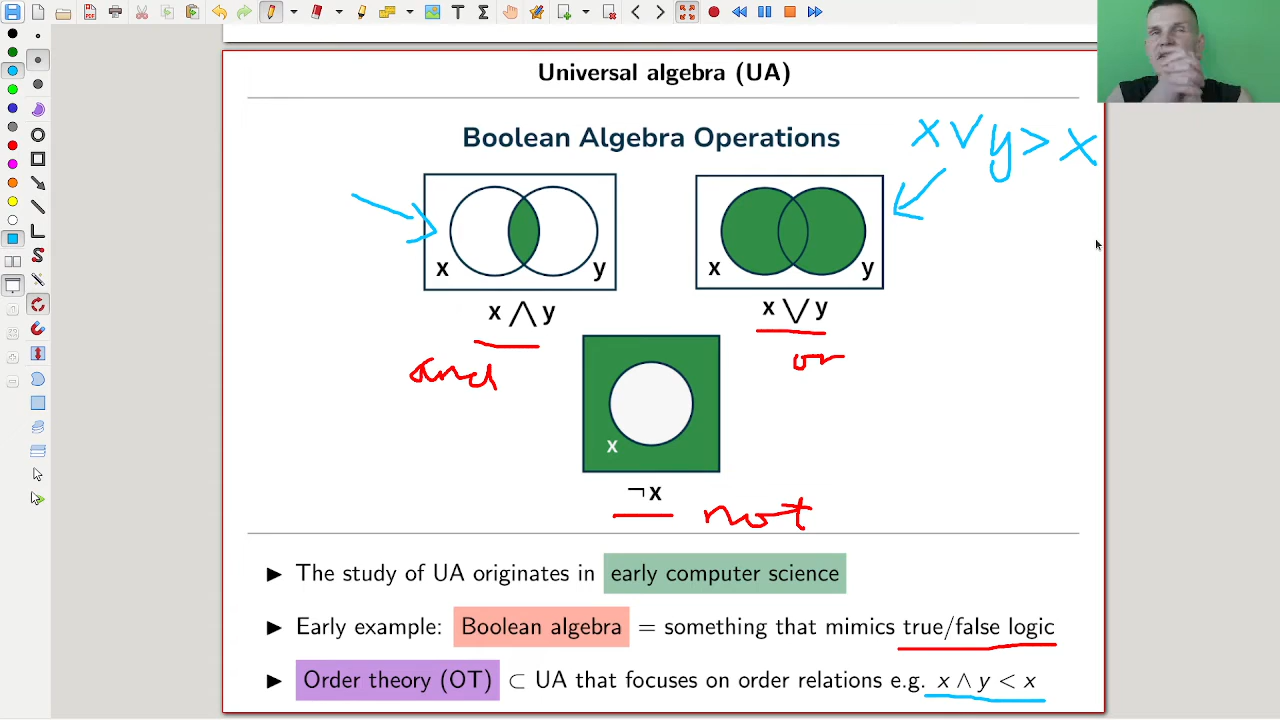 Universal algebra (UA)
Boolean Algebra Operations
x∨y > x
x y
x y
x ⋀ y
x ⋁ y
and
or
x
¬x
not
▶ The study of UA originates in early computer science
▶ Early example: Boolean algebra = something that mimics true/false logic
▶ Order theory (OT) ⊂ UA that focuses on order relations e.g. x ∧ y < x